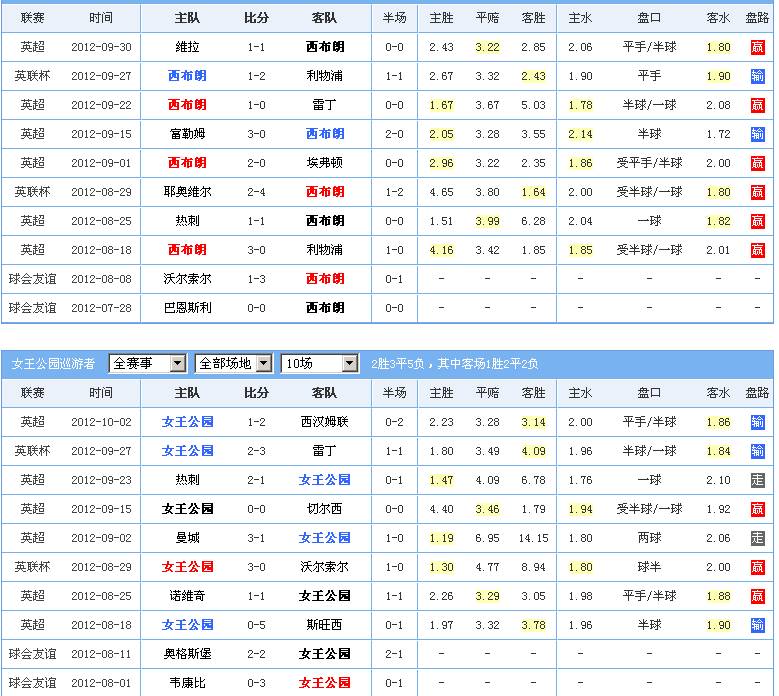 联赛 时间 主队 比分 客队 半场 主胜 平赔 客胜 主水 盘口 客水 盘路
英超 2012-09-30 维拉 1-1 西布朗 0-0 2.43 3.22 2.85 2.06 平手/半球 1.80 赢
英联杯 2012-09-27 西布朗 1-2 利物浦 1-1 2.67 3.32 2.43 1.90 平手 1.90 输
英超 2012-09-22 西布朗 1-0 雷丁 0-0 1.67 3.67 5.03 1.78 半球/一球 2.08 赢
英超 2012-09-15 富勒姆 3-0 西布朗 2-0 2.05 3.28 3.55 2.14 半球 1.72 输
英超 2012-09-01 西布朗 2-0 埃弗顿 0-0 2.96 3.22 2.35 1.86 受平手/半球 2.00 赢
英联杯 2012-08-29 耶奥维尔 2-4 西布朗 1-2 4.65 3.80 1.64 2.00 受半球/一球 1.80 赢
英超 2012-08-25 热刺 1-1 西布朗 0-0 1.51 3.99 6.28 2.04 一球 1.82 赢
英超 2012-08-18 西布朗 3-0 利物浦 1-0 4.16 3.42 1.85 1.85 受半球/一球 2.01 赢
球会友谊 2012-08-08 沃尔索尔 1-3 西布朗 0-1 - - - - - - -
球会友谊 2012-07-28 巴恩斯利 0-0 西布朗 0-0 - - - - - - -
女王公园巡游者 全赛事 全部场地 10场 2胜3平5负，其中客场1胜2平2负
联赛 时间 主队 比分 客队 半场 主胜 平赔 客胜 主水 盘口 客水 盘路
英超 2012-10-02 女王公园 1-2 西汉姆联 0-2 2.23 3.28 3.14 2.00 平手/半球 1.86 输
英联杯 2012-09-27 女王公园 2-3 雷丁 1-1 1.80 3.49 4.09 1.96 半球/一球 1.84 输
英超 2012-09-23 热刺 2-1 女王公园 0-1 1.47 4.09 6.78 1.76 一球 2.10 走
英超 2012-09-15 女王公园 0-0 切尔西 0-0 4.40 3.46 1.79 1.94 受半球/一球 1.92 赢
英超 2012-09-02 曼城 3-1 女王公园 1-0 1.19 6.95 14.15 1.80 两球 2.06 走
英联杯 2012-08-29 女王公园 3-0 沃尔索尔 1-0 1.30 4.77 8.94 1.80 球半 2.00 赢
英超 2012-08-25 诺维奇 1-1 女王公园 1-1 2.26 3.29 3.05 1.98 平手/半球 1.88 赢
英超 2012-08-18 女王公园 0-5 斯旺西 0-1 1.97 3.32 3.78 1.96 半球 1.90 输
球会友谊 2012-08-11 奥格斯堡 2-2 女王公园 2-1 - - - - - - -
球会友谊 2012-08-01 韦康比 0-3 女王公园 0-1 - - - - - - -